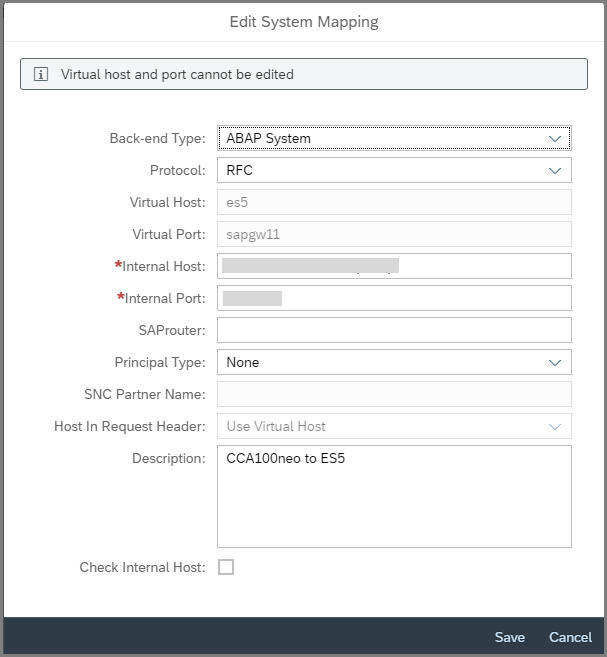 Edit System Mapping
Virtual host and port cannot be edited
Back-end Type: ABAP System
Protocol: RFC
Virtual Host: es5
Virtual Port: sapgw11
*Internal Host:
*Internal Port:
SAProuter:
Principal Type: None
SNC Partner Name:
Host In Request Header: Use Virtual Host
Description: CCA100neo to ES5
Check Internal Host:
Save Cancel